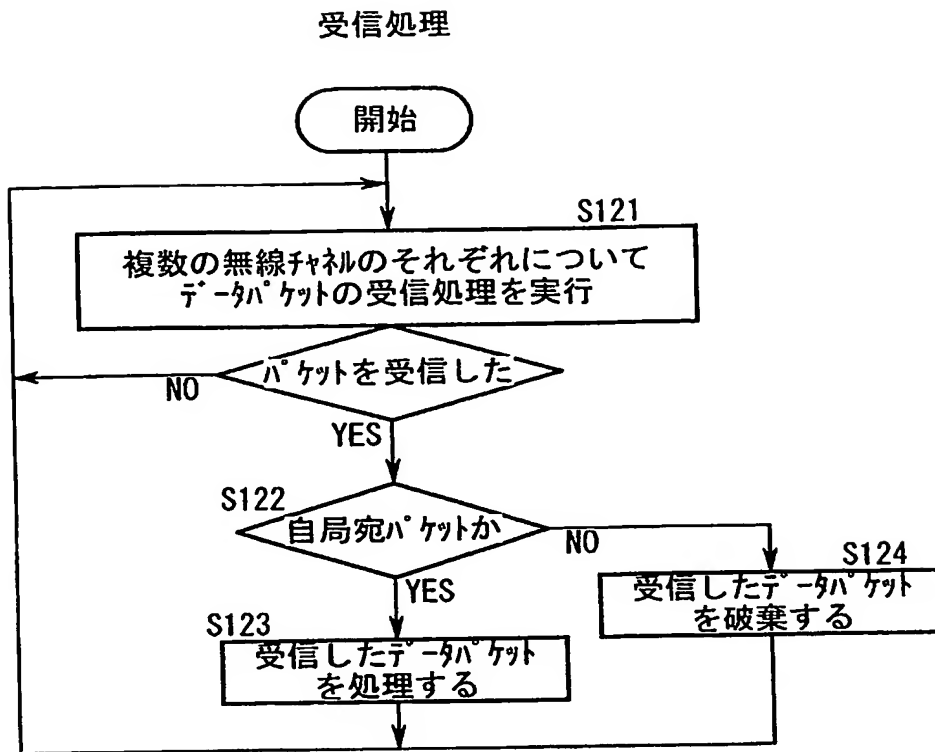 受信処理
開始
S121
複数の無線ﾁｬﾈﾙのそれぞれについて
ﾃﾞｰﾀﾊﾟｹｯﾄの受信処理を実行
ﾊﾟｹｯﾄを受信した
NO
YES
S122
自局宛ﾊﾟｹｯﾄか
NO
YES
S124
受信したﾃﾞｰﾀﾊﾟｹｯﾄ
を破棄する
S123
受信したﾃﾞｰﾀﾊﾟｹｯﾄ
を処理する